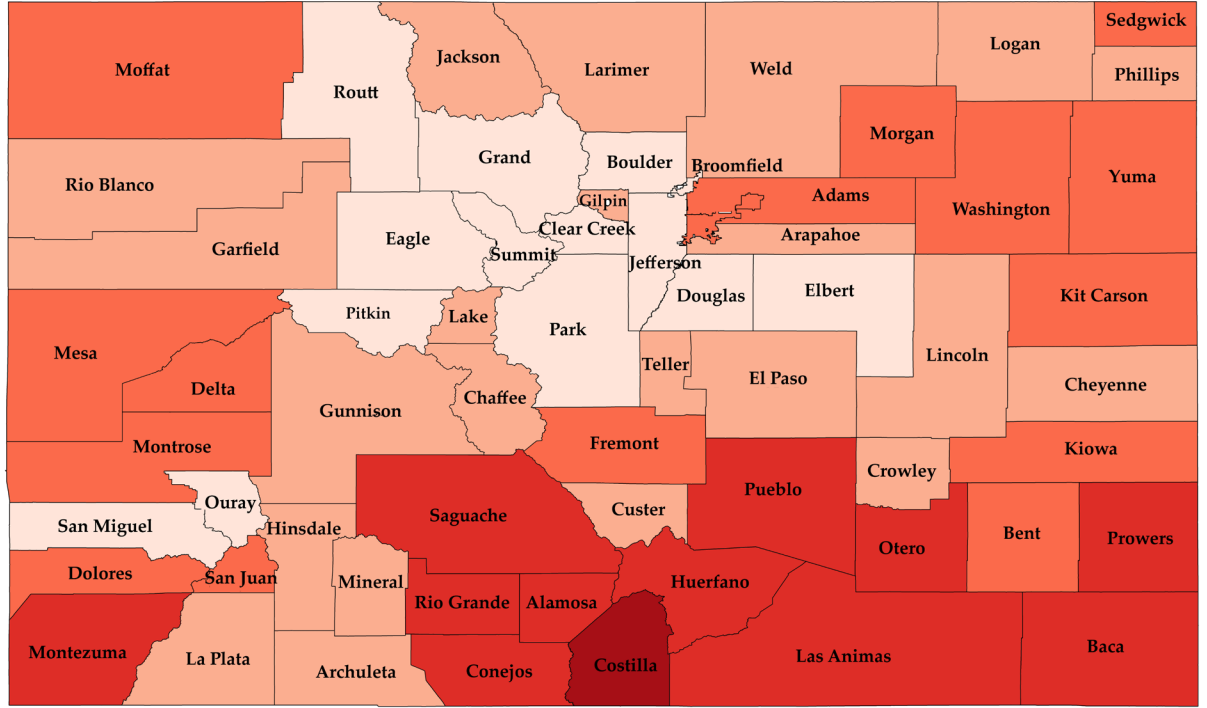 Sedgwick
Moffat
Jackson
Larimer
Weld
Logan
Phillips
Routt
Morgan
Grand
Boulder
Broomfield
Rio Blanco
Gilpin
Adams
Washington
Yuma
Garfield
Eagle
Clear Creek
Arapahoe
Summit
Jefferson
Douglas
Elbert
Kit Carson
Pitkin
Lake
Park
Mesa
Teller
El Paso
Lincoln
Cheyenne
Delta
Gunnison
Chaffee
Montrose
Fremont
Kiowa
Crowley
Pueblo
Ouray
San Miguel
Hinsdale
Saguache
Custer
Otero
Bent
Prowers
Dolores
San Juan
Mineral
Huerfano
Rio Grande
Alamosa
Montezuma
La Plata
Archuleta
Conejos
Costilla
Las Animas
Baca